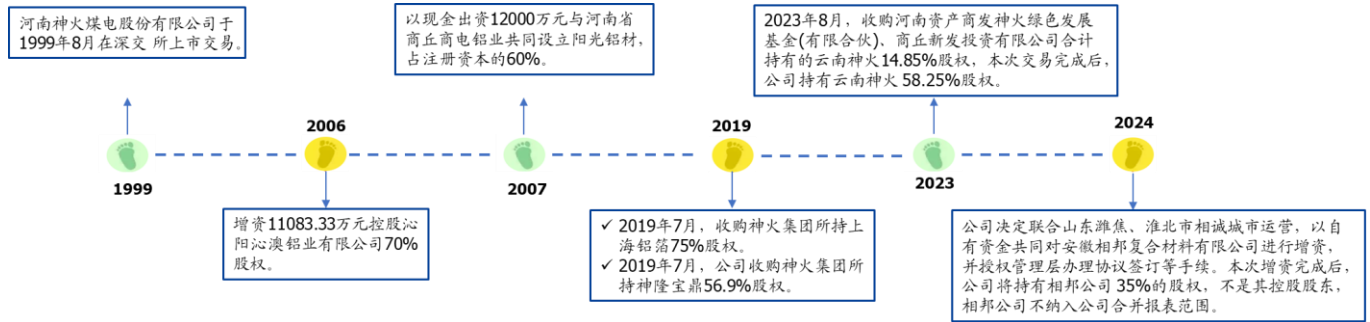 河南神火煤电股份有限公司于
1999年8月在深交 所上市交易。
以现金出资12000万元与河南省
商丘商电铝业共同设立阳光铝材，
占注册资本的60%。
2023年8月，收购河南资产商发神火绿色发展
基金(有限合伙)、商丘新发投资有限公司合计
持有的云南神火14.85%股权，本次交易完成后，
公司持有云南神火 58.25%股权。
2006
2019
2024
1999
2007
2023
增资11083.33万元控股沁
阳沁澳铝业有限公司70%
股权。
✓ 2019年7月，收购神火集团所持上
海铝箔75%股权。
✓ 2019年7月，公司收购神火集团所
持神隆宝鼎56.9%股权。
公司决定联合山东潍焦、淮北市相诚城市运营，以自
有资金共同对安徽相邦复合材料有限公司进行增资，
并授权管理层办理协议签订等手续。本次增资完成后，
公司将持有相邦公司 35%的股权，不是其控股股东，
相邦公司不纳入公司合并报表范围。